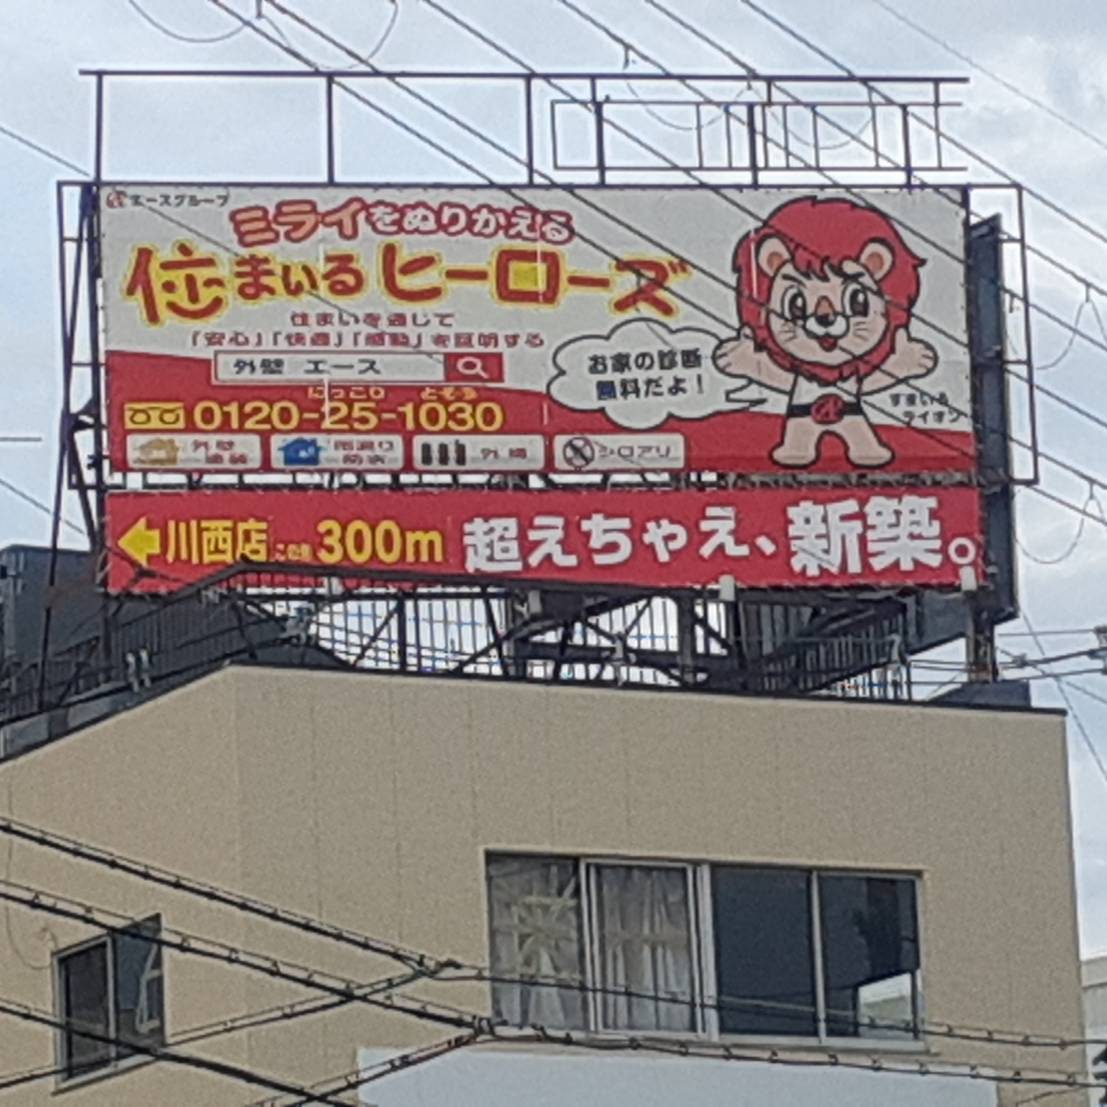 エースグループ
ミライをぬりかえる
住まいるヒーローズ
住まいを通じて
「安心」「快適」「感動」を証明する
外壁 エース
お家の診断
無料だよ！
にっこり とそう
0120-25-1030
すまいる
ライオン
外壁
塗装
雨漏り
防水
外構
シロアリ
川西店 この先 300m 超えちゃえ、新築。